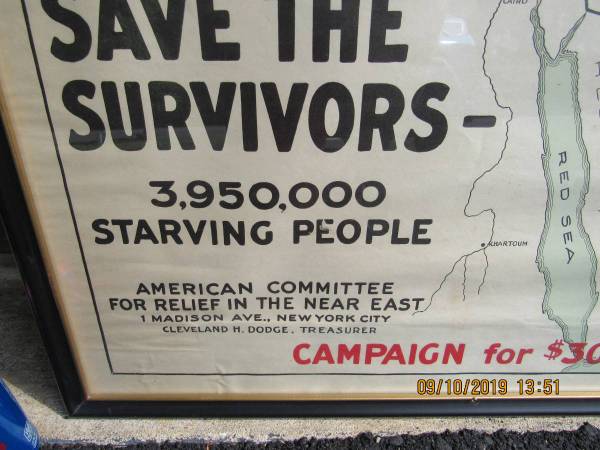 SAVE THE
SURVIVORS-
3,950,000
STARVING PEOPLE
AMERICAN COMMITTEE
FOR RELIEF IN THE NEAR EAST
1 MADISON AVE., NEW YORK CITY
CLEVELAND H. DODGE, TREASURER
CAMPAIGN for $30
CAIRO
RED SEA
KHARTOUM
09/10/2019 13:51